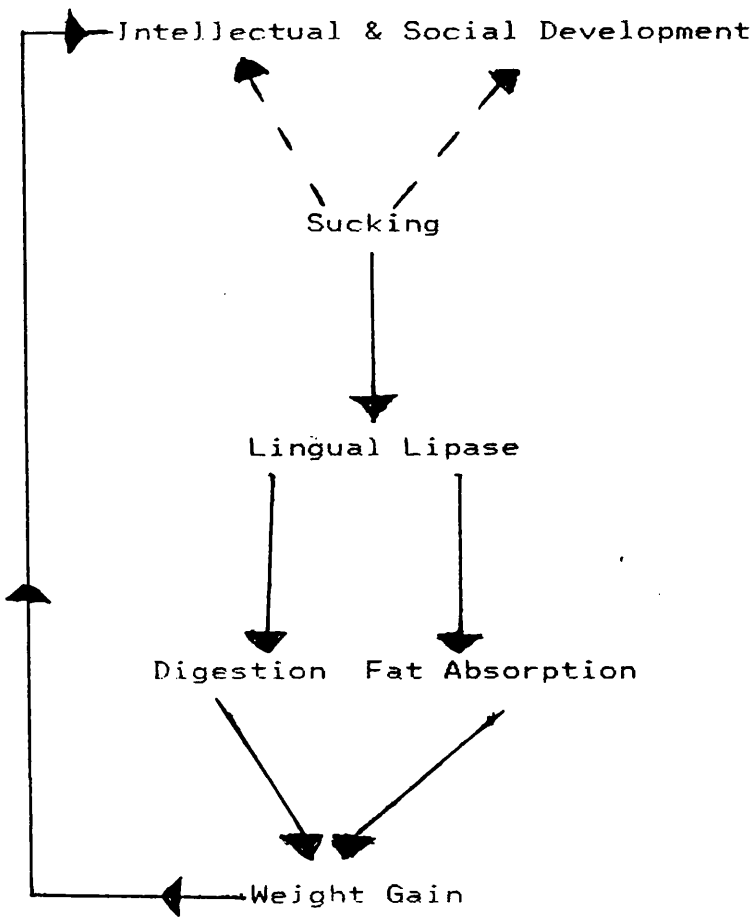 Intellectual & Social Development
Sucking
Lingual Lipase
Digestion Fat Absorption
Weight Gain